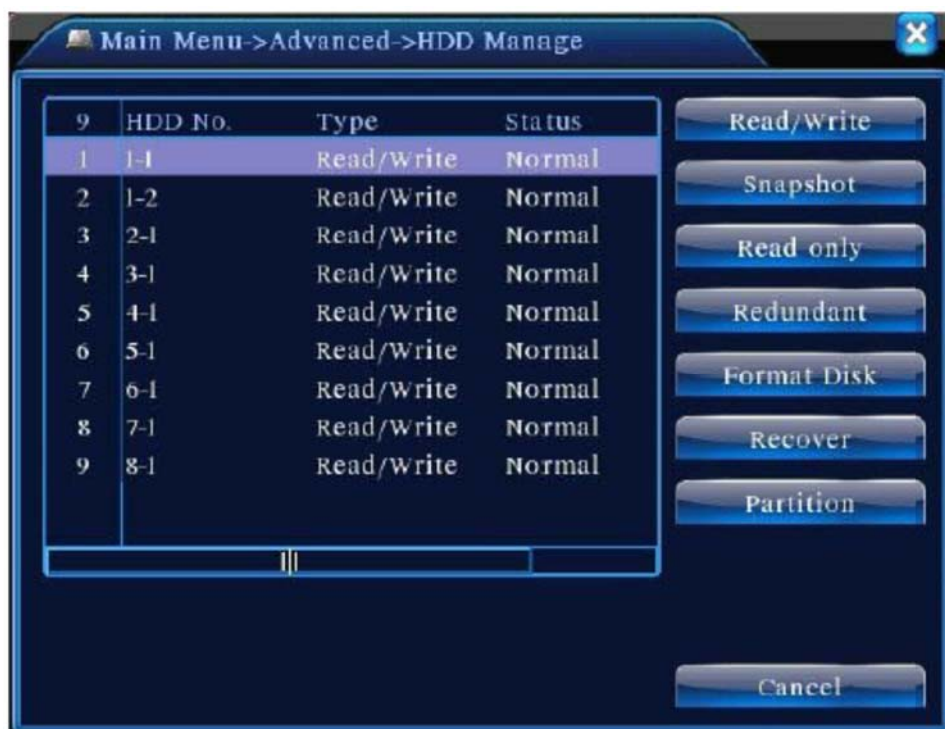 Main Menu->Advanced->HDD Manage
9 HDD No. Type Status
1 1-1 Read/Write Normal
2 1-2 Read/Write Normal
3 2-1 Read/Write Normal
4 3-1 Read/Write Normal
5 4-1 Read/Write Normal
6 5-1 Read/Write Normal
7 6-1 Read/Write Normal
8 7-1 Read/Write Normal
9 8-1 Read/Write Normal
Read/Write
Snapshot
Read only
Redundant
Format Disk
Recover
Partition
Cancel